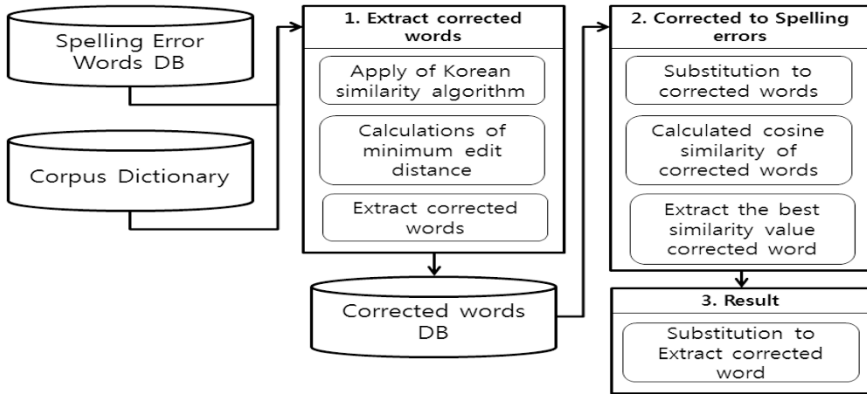 Spelling Error
Words DB
Corpus Dictionary
1. Extract corrected
words
Apply of Korean
similarity algorithm
Calculations of
minimum edit
distance
Extract corrected
words
Corrected words
DB
2. Corrected to Spelling
errors
Substitution to
corrected words
Calculated cosine
similarity of
corrected words
Extract the best
similarity value
corrected word
3. Result
Substitution to
Extract corrected
word